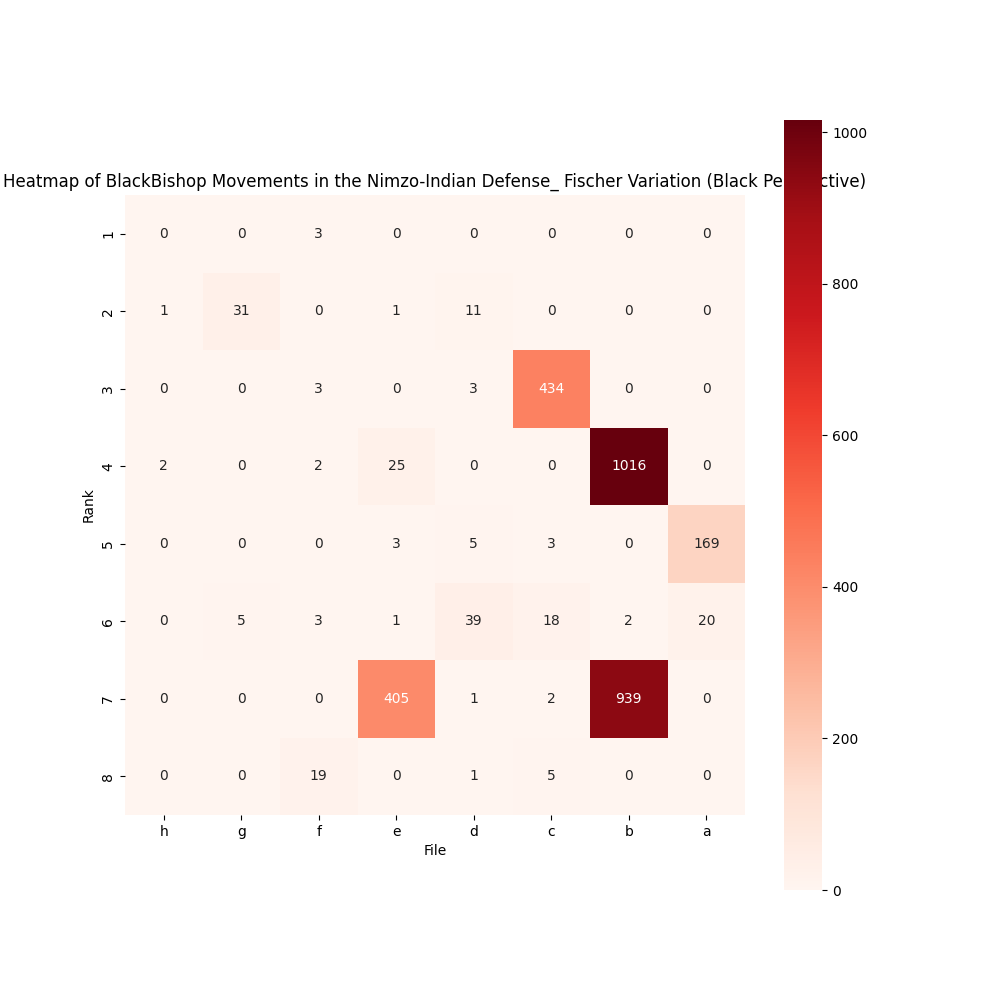 Heatmap of BlackBishop Movements in the Nimzo-Indian Defense_ Fischer Variation (Black Pe ctive)
1 0 0 3 0 0 0 0 0
2 1 31 0 1 11 0 0 0
3 0 0 3 0 3 434 0 0
4 2 0 2 25 0 0 1016 0
5 0 0 0 3 5 3 0 169
6 0 5 3 1 39 18 2 20
7 0 0 0 405 1 2 939 0
8 0 0 19 0 1 5 0 0
Rank
h g f e d c b a
File
1000
800
600
400
200
0